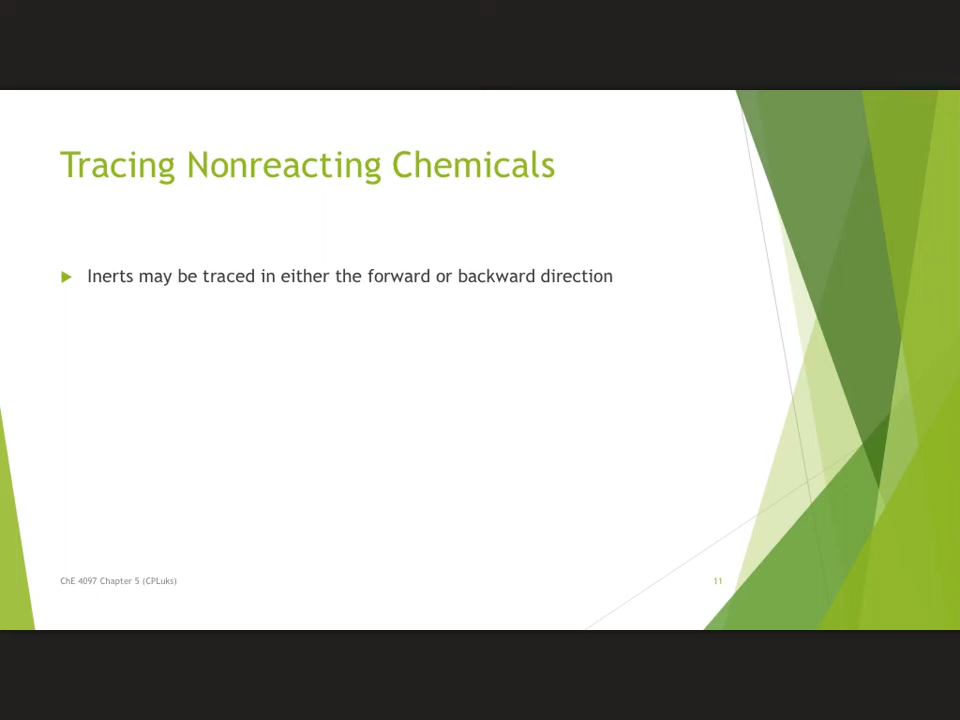 Tracing Nonreacting Chemicals
Inerts may be traced in either the forward or backward direction
ChE 4097 Chapter 5 (CPLuks)
11